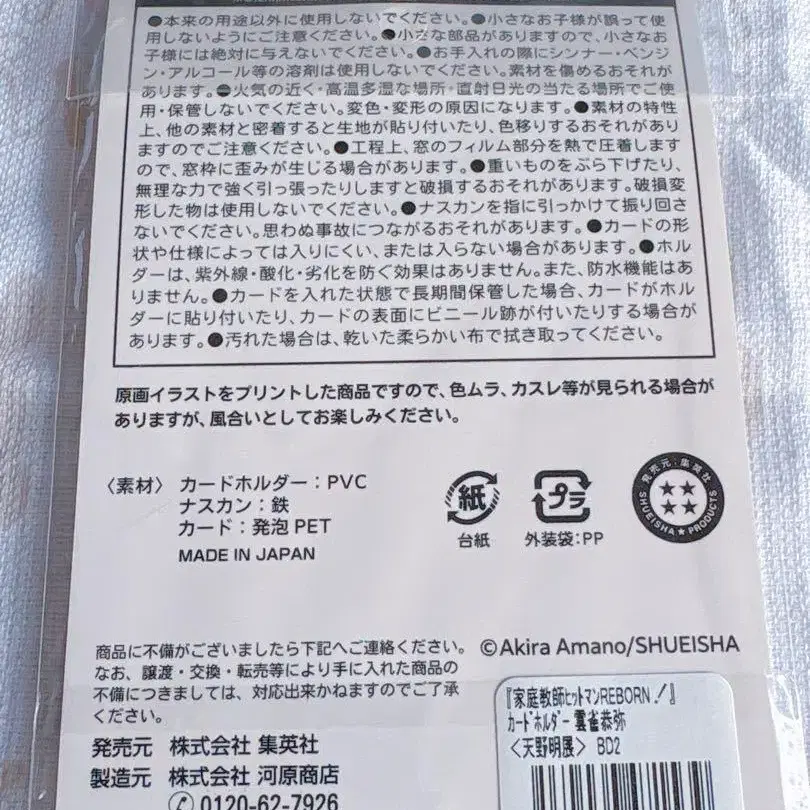 ●本来の用途以外に使用しないでください。●小さなお子様が誤って使
用しないようにご注意ください。●小さな部品がありますので、小さなお
子様には絶対に与えないでください。●お手入れの際にシンナー・ベンジ
ン・アルコール等の溶剤は使用しないでください。素材を傷めるおそれが
あります。●火気の近く・高温多湿な場所・直射日光の当たる場所でご使
用・保管しないでください。変色・変形の原因になります。●素材の特性
上、他の素材と密着すると生地が貼り付いたり、色移りするおそれがあり
ますのでご注意ください。●工程上、窓のフィルム部分を熱で圧着します
ので、窓枠に歪みが生じる場合があります。●重いものをぶら下げたり、
無理な力で強く引っ張ったりしますと破損するおそれがあります。破損変
形した物は使用しないでください。●ナスカンを指に引っかけて振り回さ
ないでください。思わぬ事故につながるおそれがあります。●カードの形
状や仕様によっては入りにくい、または入らない場合があります。●ホル
ダーは、紫外線・酸化・劣化を防ぐ効果はありません。また、防水機能はあ
りません。●カードを入れた状態で長期間保管した場合、カードがホル
ダーに貼り付いたり、カードの表面にビニール跡が付いたりする場合が
あります。●汚れた場合は、乾いた柔らかい布で拭き取ってください。
原画イラストをプリントした商品ですので、色ムラ、カスレ等が見られる場合が
ありますが、風合いとしてお楽しみください。
〈素材〉 カードホルダー：PVC
ナスカン：鉄
カード：発泡PET
MADE IN JAPAN
紙
台紙
プラ
外装袋：PP
発売元：集英社
SHUEISHA★PRODUCTS
商品に不備がございましたら下記へご連絡ください。
なお、譲渡・交換・転売等により手に入れた商品の
不備につきましては、対応出来かねますのでご了承
ください。
©Akira Amano/SHUEISHA
発売元 株式会社 集英社
製造元 株式会社 河原商店
0120-62-7926
『家庭教師ヒットマンREBORN！』
カードホルダー 雲雀恭弥
〈天野明展〉 BD2